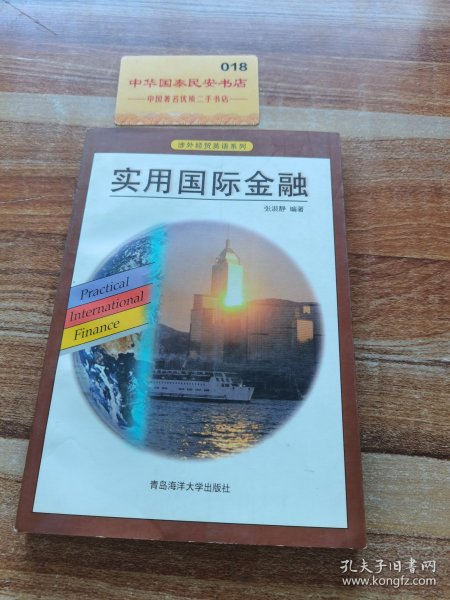 018
中华国泰民安书店
中国著名优质二手书店
涉外经贸英语系列
实用国际金融
张淑静 编著
Practical
International
Finance
青岛海洋大学出版社
孔夫子旧书网
www.kongfz.com